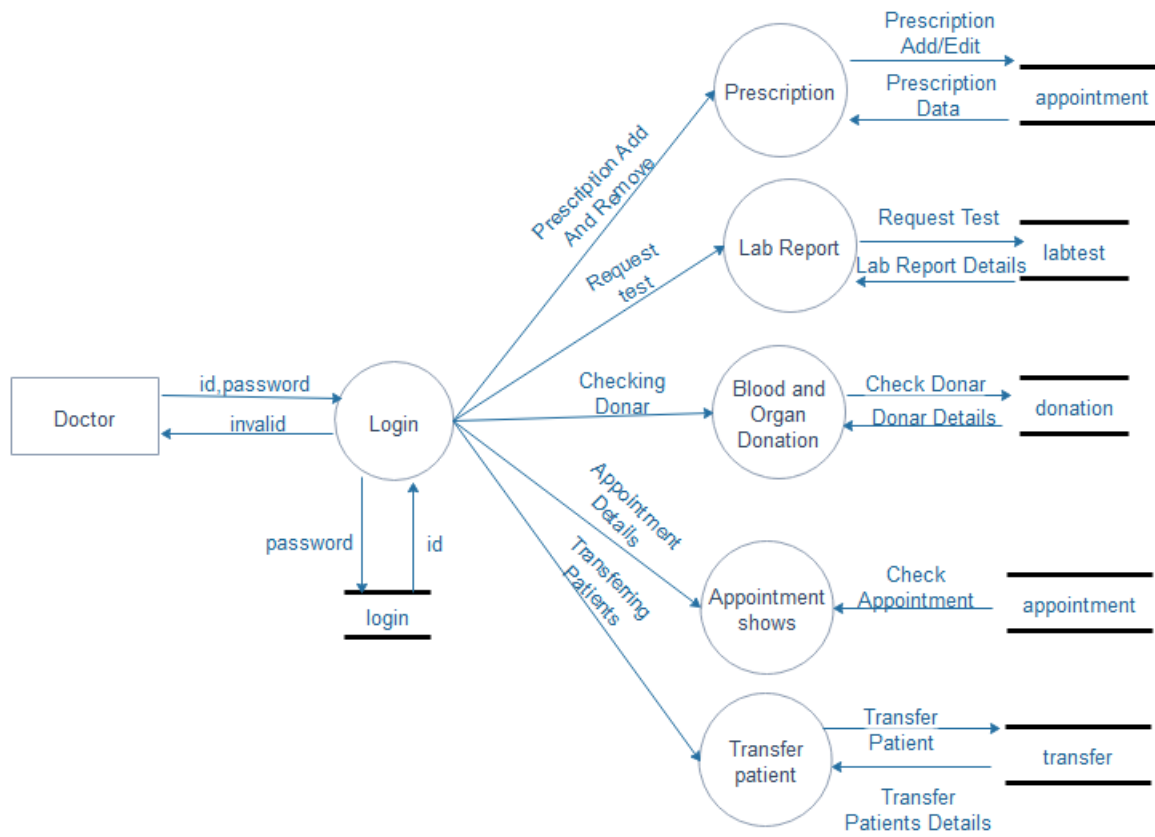 Prescription
Add/Edit
Prescription
Prescription
Data
appointment
Prescription Add
And Remove
Request Test
Lab Report
labtest
Lab Report Details
Request
test
id,password
Doctor
invalid
Login
Checking
Donar
Blood and
Organ
Donation
Check Donar
donation
Donar Details
password
id
login
Appointment
Details
Transferring
Patients
Appointment
shows
Check
Appointment
appointment
Transfer
Patient
Transfer
patient
transfer
Transfer
Patients Details